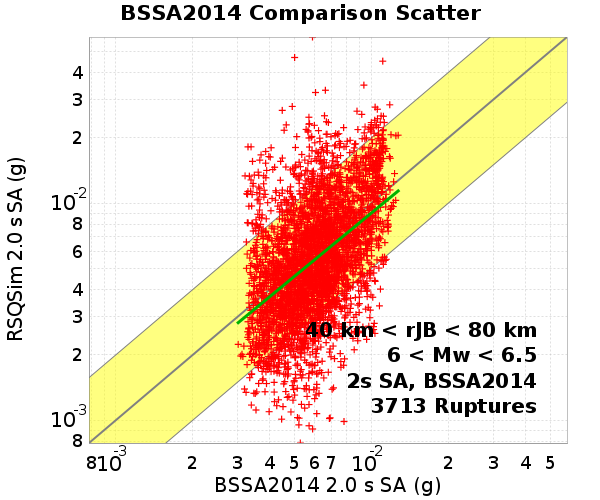 BSSA2014 Comparison Scatter
RSQSim 2.0 s SA (g)
4
3
2
10-2
8
6
4
3
2
10-3
8
40 km < rJB < 80 km
6 < Mw < 6.5
2s SA, BSSA2014
3713 Ruptures
8 10-3 2 3 4 5 6 7 10-2 2 3 4 5
BSSA2014 2.0 s SA (g)